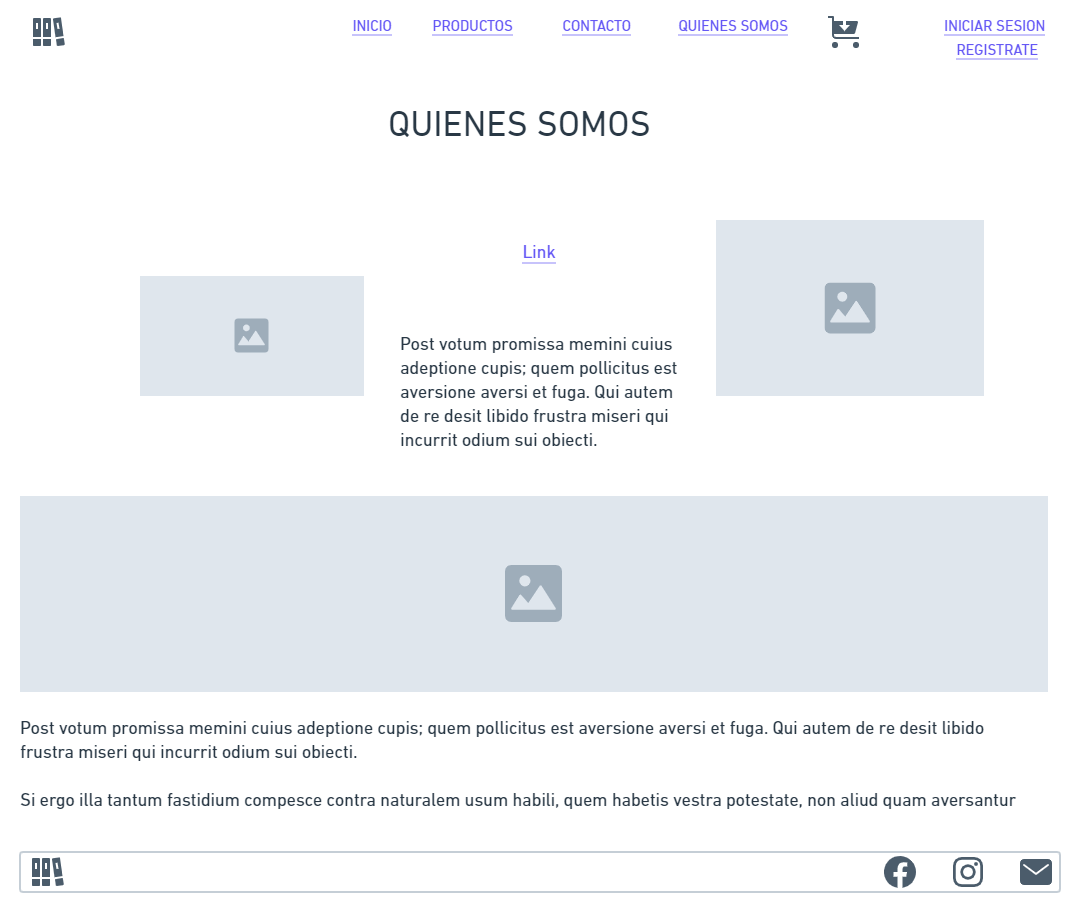 INICIO
PRODUCTOS
CONTACTO
QUIENES SOMOS
INICIAR SESION
REGISTRATE
QUIENES SOMOS
Link
Post votum promissa memini cuius
adeptione cupis; quem pollicitus est
aversione aversi et fuga. Qui autem
de re desit libido frustra miseri qui
incurrit odium sui obiecti.
Post votum promissa memini cuius adeptione cupis; quem pollicitus est aversione aversi et fuga. Qui autem de re desit libido
frustra miseri qui incurrit odium sui obiecti.
Si ergo illa tantum fastidium compesce contra naturalem usum habili, quem habetis vestra potestate, non aliud quam aversantur